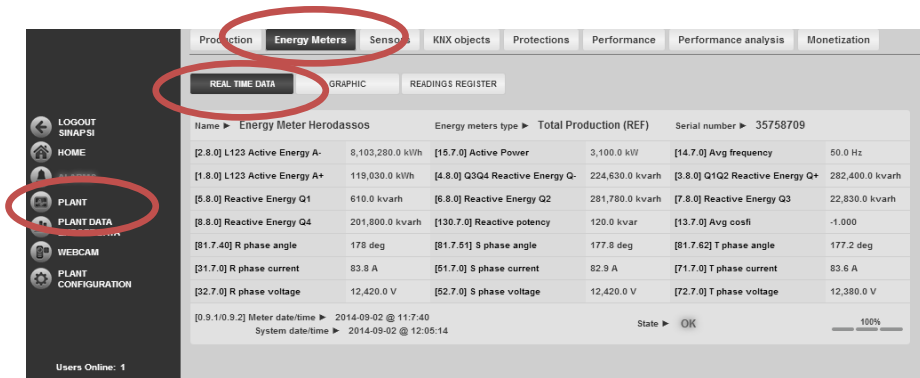 Production Energy Meters Sensors KNX objects Protections Performance Performance analysis Monetization
REAL TIME DATA GRAPHIC READINGS REGISTER
LOGOUT
SINAPSI
HOME
ALARMS
PLANT
PLANT DATA
WEBCAM
PLANT
CONFIGURATION
Users Online: 1
Name ► Energy Meter Herodassos Energy meters type ► Total Production (REF) Serial number ► 35758709
[2.8.0] L123 Active Energy A- 8,103,280.0 kWh [15.7.0] Active Power 3,100.0 kW [14.7.0] Avg frequency 50.0 Hz
[1.8.0] L123 Active Energy A+ 119,030.0 kWh [4.8.0] Q3Q4 Reactive Energy Q- 224,630.0 kvarh [3.8.0] Q1Q2 Reactive Energy Q+ 282,400.0 kvarh
[5.8.0] Reactive Energy Q1 610.0 kvarh [6.8.0] Reactive Energy Q2 281,780.0 kvarh [7.8.0] Reactive Energy Q3 22,830.0 kvarh
[8.8.0] Reactive Energy Q4 201,800.0 kvarh [130.7.0] Reactive potency 120.0 kvar [13.7.0] Avg cosfi -1.000
[81.7.40] R phase angle 178 deg [81.7.51] S phase angle 177.8 deg [81.7.62] T phase angle 177.2 deg
[31.7.0] R phase current 83.8 A [51.7.0] S phase current 82.9 A [71.7.0] T phase current 83.6 A
[32.7.0] R phase voltage 12,420.0 V [52.7.0] S phase voltage 12,420.0 V [72.7.0] T phase voltage 12,380.0 V
[0.9.1/0.9.2] Meter date/time ► 2014-09-02 @ 11:7:40
System date/time ► 2014-09-02 @ 12:05:14
State ► OK 100%